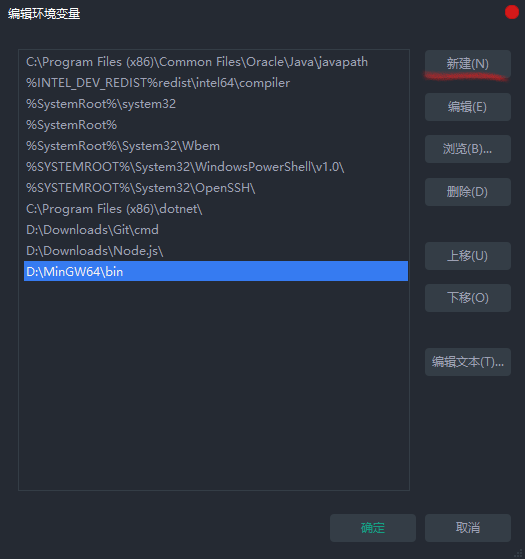 编辑环境变量
C:\Program Files (x86)\Common Files\Oracle\Java\javapath
%INTEL_DEV_REDIST%redist\intel64\compiler
%SystemRoot%\system32
%SystemRoot%
%SystemRoot%\System32\Wbem
%SYSTEMROOT%\System32\WindowsPowerShell\v1.0\
%SYSTEMROOT%\System32\OpenSSH\
C:\Program Files (x86)\dotnet\
D:\Downloads\Git\cmd
D:\Downloads\Node.js\
D:\MinGW64\bin
新建(N)
编辑(E)
浏览(B)...
删除(D)
上移(U)
下移(O)
编辑文本(T)...
确定
取消